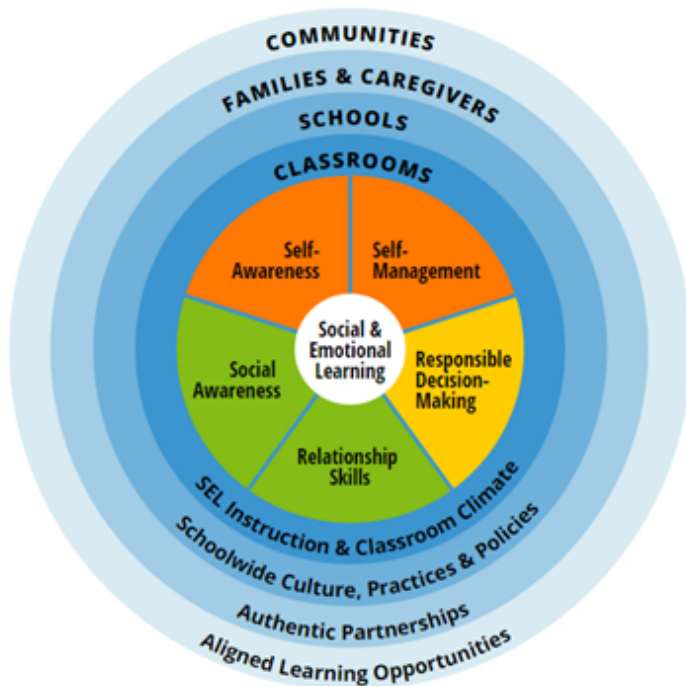 COMMUNITIES
FAMILIES & CAREGIVERS
SCHOOLS
CLASSROOMS
Self-
Awareness
Self-
Management
Social &
Emotional
Learning
Social
Awareness
Responsible
Decision-
Making
Relationship
Skills
SEL Instruction & Classroom Climate
Schoolwide Culture, Practices & Policies
Authentic Partnerships
Aligned Learning Opportunities